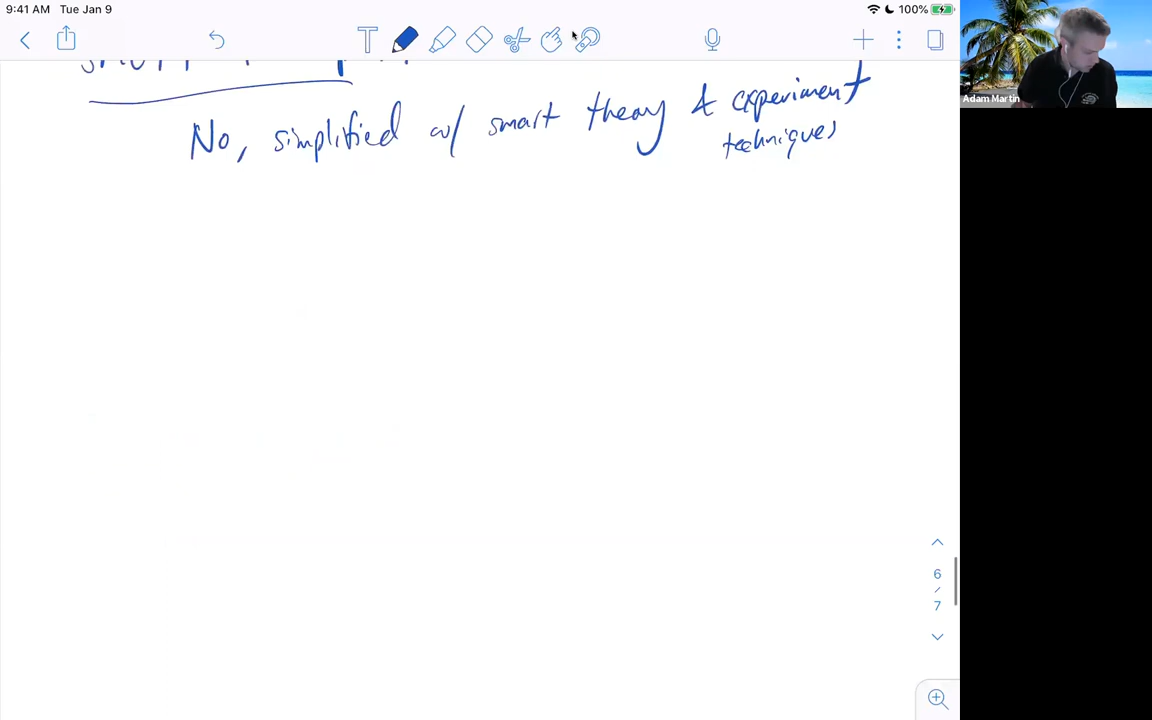 9:41 AM Tue Jan 9
100%
Adam Martin
No, simplified w/ smart theory & experiment
techniques
6
/
7